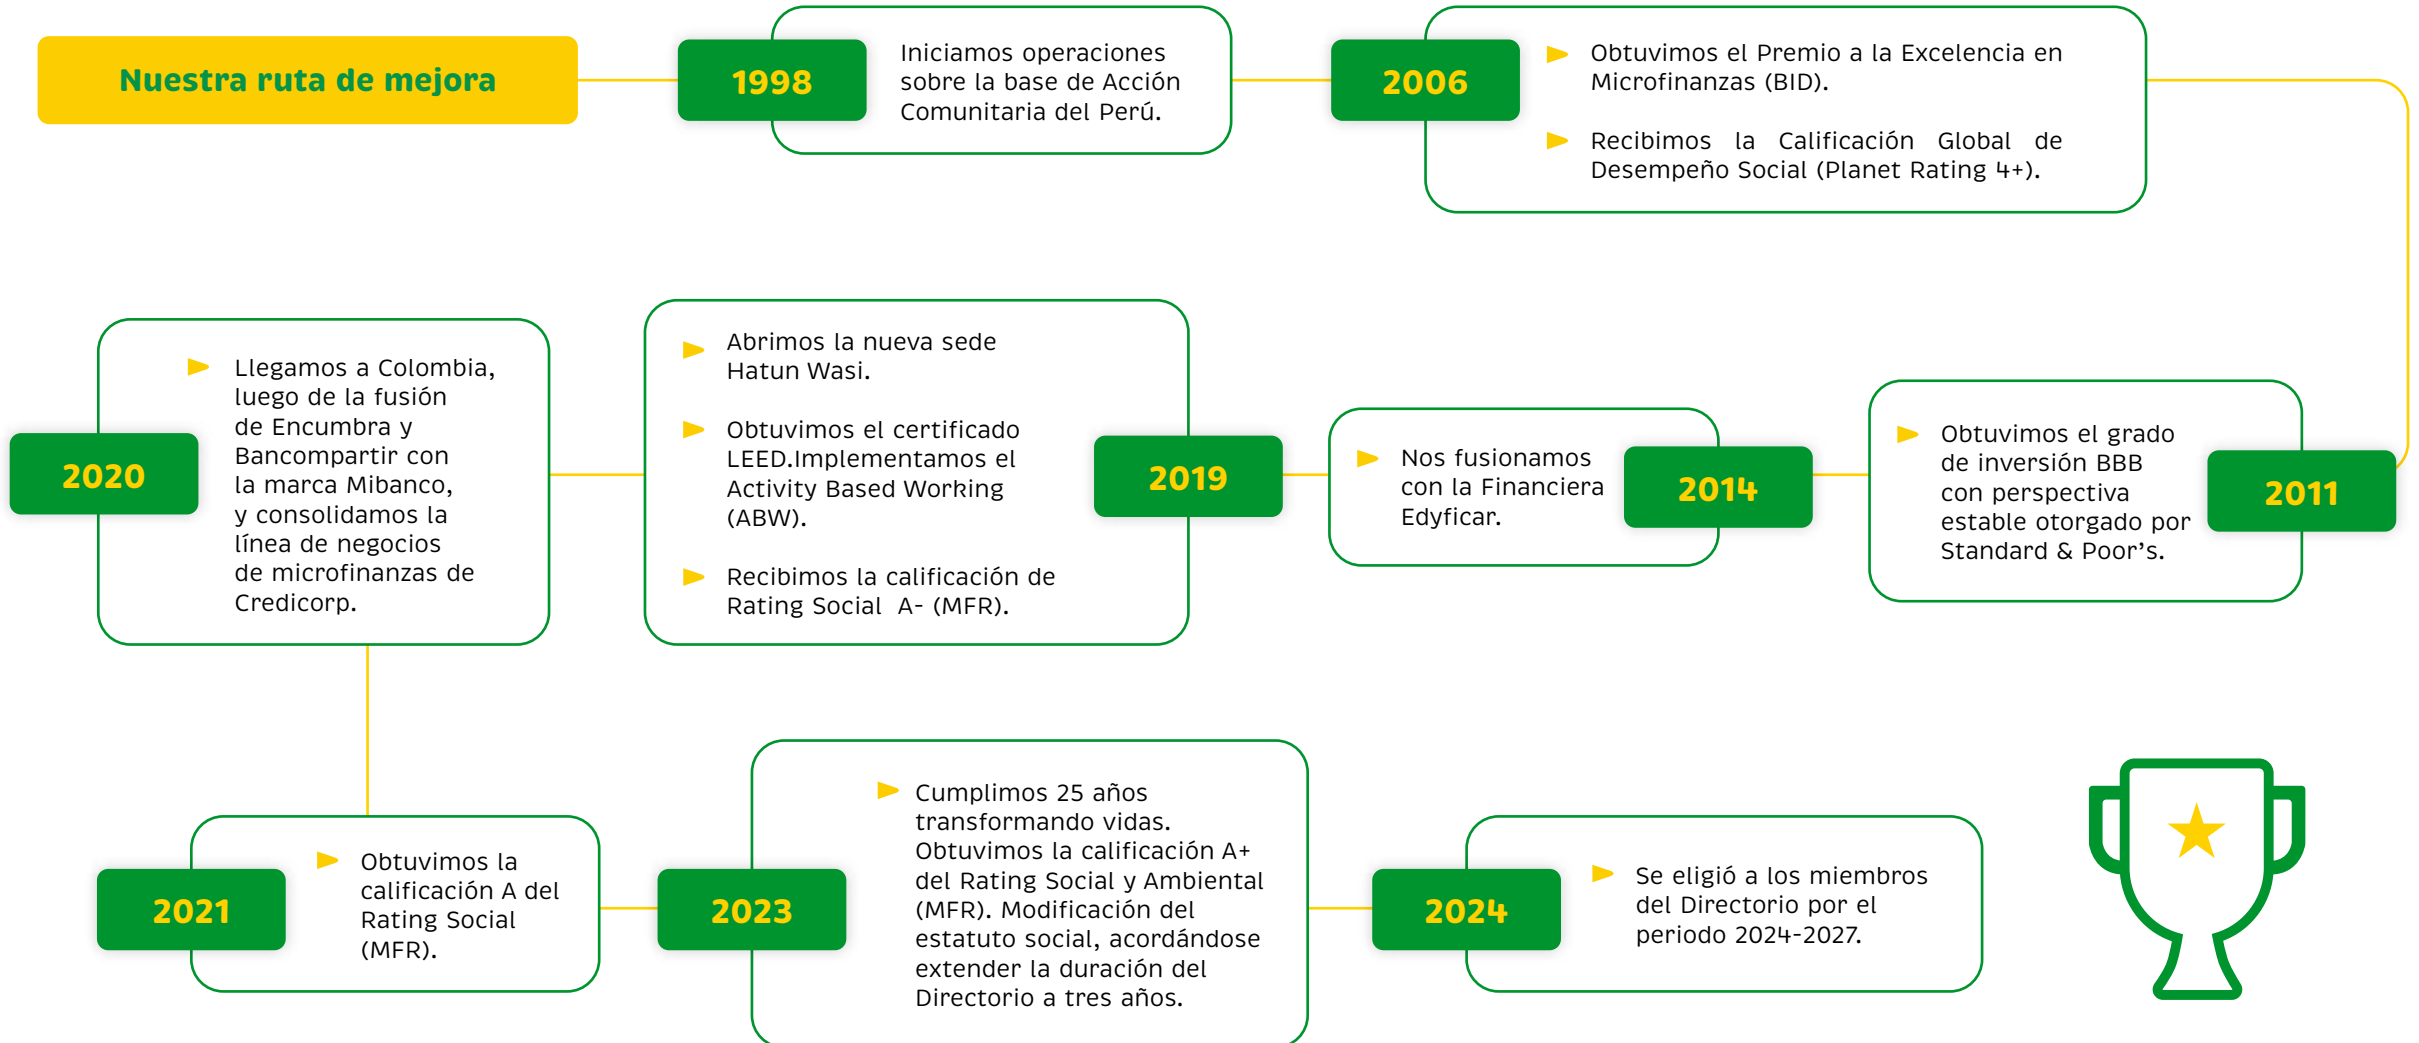 Nuestra ruta de mejora
1998
Iniciamos operaciones
sobre la base de Acción
Comunitaria del Perú.
2006
Obtuvimos el Premio a la Excelencia en
Microfinanzas (BID).
Recibimos la Calificación Global de
Desempeño Social (Planet Rating 4+).
2011
Obtuvimos el grado
de inversión BBB
con perspectiva
estable otorgado por
Standard & Poor’s.
2014
Nos fusionamos
con la Financiera
Edyficar.
2019
Abrimos la nueva sede
Hatun Wasi.
Obtuvimos el certificado
LEED.Implementamos el
Activity Based Working
(ABW).
Recibimos la calificación de
Rating Social A- (MFR).
2020
Llegamos a Colombia,
luego de la fusión
de Encumbra y
Bancompartir con
la marca Mibanco,
y consolidamos la
línea de negocios
de microfinanzas de
Credicorp.
2021
Obtuvimos la
calificación A del
Rating Social
(MFR).
2023
Cumplimos 25 años
transformando vidas.
Obtuvimos la calificación A+
del Rating Social y Ambiental
(MFR). Modificación del
estatuto social, acordándose
extender la duración del
Directorio a tres años.
2024
Se eligió a los miembros
del Directorio por el
periodo 2024-2027.